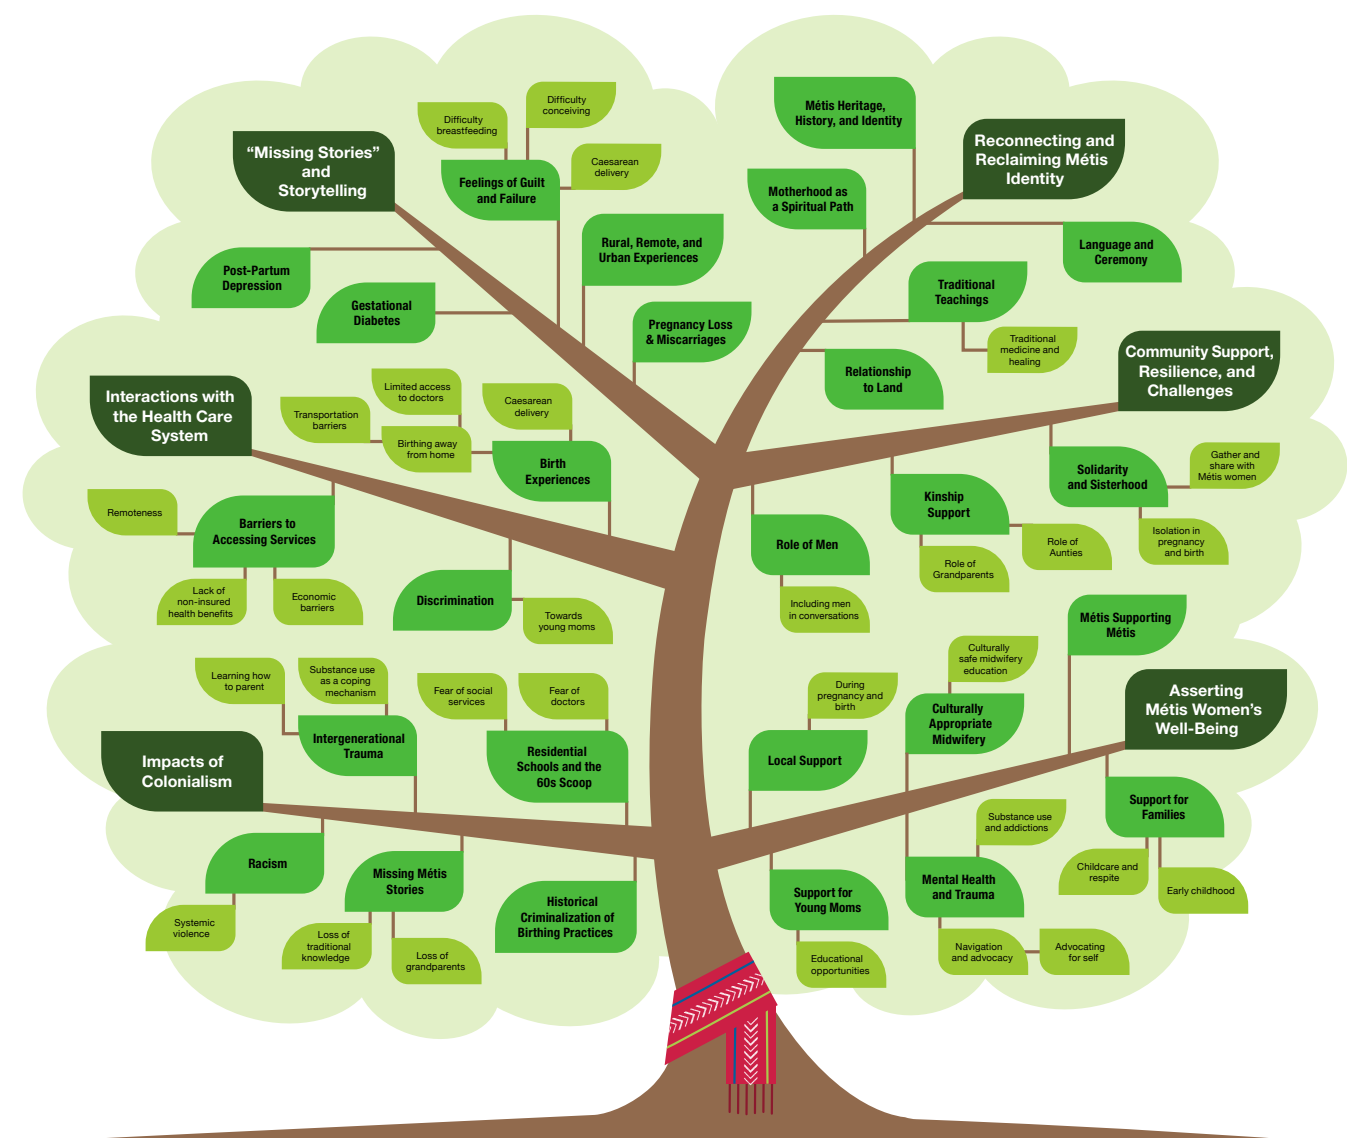 “Missing Stories”
and
Storytelling
Difficulty
breastfeeding
Difficulty
conceiving
Caesarean
delivery
Feelings of Guilt
and Failure
Rural, Remote, and
Urban Experiences
Post-Partum
Depression
Gestational
Diabetes
Pregnancy Loss
& Miscarriages
Métis Heritage,
History, and Identity
Reconnecting and
Reclaiming Métis
Identity
Motherhood as
a Spiritual Path
Language and
Ceremony
Traditional
Teachings
Traditional
medicine and
healing
Relationship
to Land
Community Support,
Resilience, and
Challenges
Interactions with
the Health Care
System
Limited access
to doctors
Transportation
barriers
Birthing away
from home
Caesarean
delivery
Birth
Experiences
Remoteness
Barriers to
Accessing Services
Lack of
non-insured
health benefits
Economic
barriers
Discrimination
Towards
young moms
Solidarity
and Sisterhood
Gather and
share with
Métis women
Isolation in
pregnancy
and birth
Kinship
Support
Role of
Aunties
Role of
Grandparents
Role of Men
Including men
in conversations
Métis Supporting
Métis
Learning how
to parent
Substance use
as a coping
mechanism
Intergenerational
Trauma
Fear of social
services
Fear of
doctors
Residential
Schools and the
60s Scoop
Impacts of
Colonialism
Racism
Systemic
violence
Missing Métis
Stories
Loss of
traditional
knowledge
Loss of
grandparents
Historical
Criminalization of
Birthing Practices
During
pregnancy and
birth
Local Support
Culturally
safe midwifery
education
Culturally
Appropriate
Midwifery
Asserting
Métis Women’s
Well-Being
Support for
Families
Childcare and
respite
Early childhood
Substance use
and addictions
Mental Health
and Trauma
Navigation
and advocacy
Advocating
for self
Support for
Young Moms
Educational
opportunities